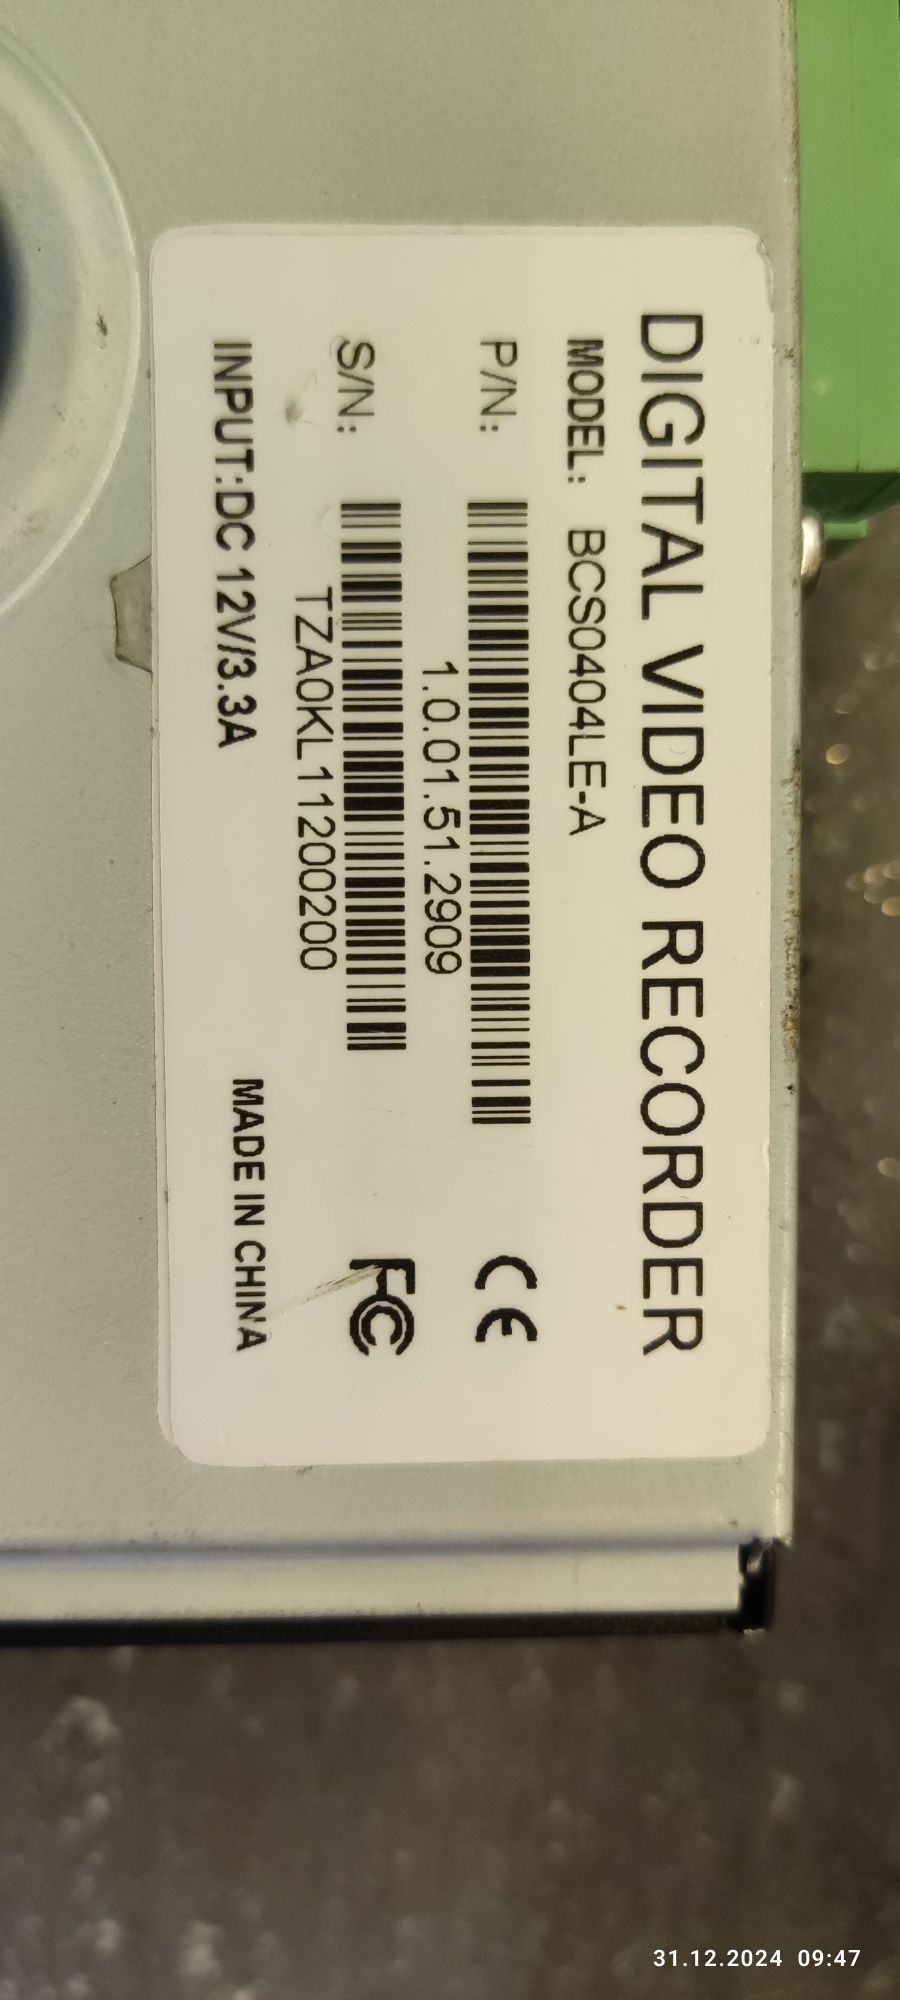 DIGITAL VIDEO RECORDER
MODEL: BCS0404LE-A
P/N:
1.0.01.51.2909
CE
S/N:
TZA0KL1120200
FC
INPUT:DC 12V/3.3A
MADE IN CHINA
31.12.2024 09:47